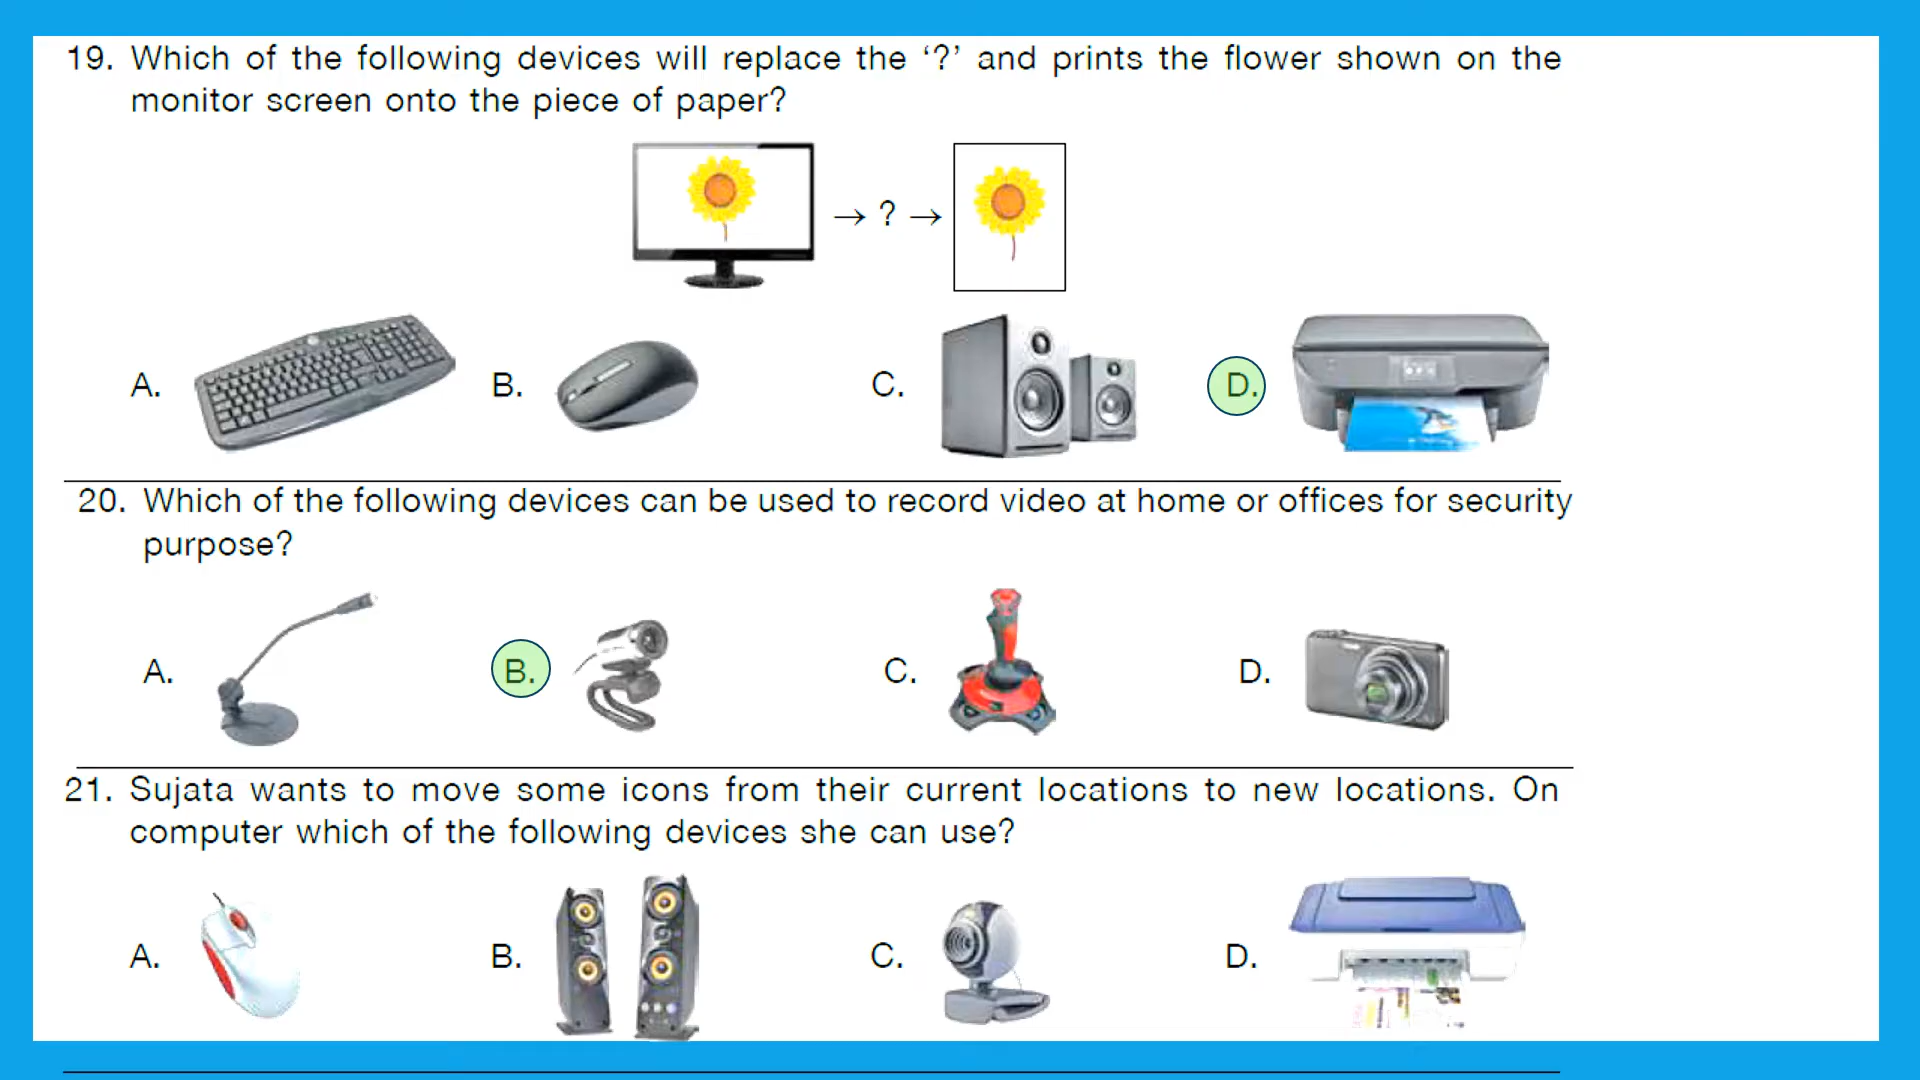 19. Which of the following devices will replace the ‘?’ and prints the flower shown on the
monitor screen onto the piece of paper?
→ ? →
A. B. C. D.
20. Which of the following devices can be used to record video at home or offices for security
purpose?
A. B. C. D.
21. Sujata wants to move some icons from their current locations to new locations. On
computer which of the following devices she can use?
A. B. C. D.